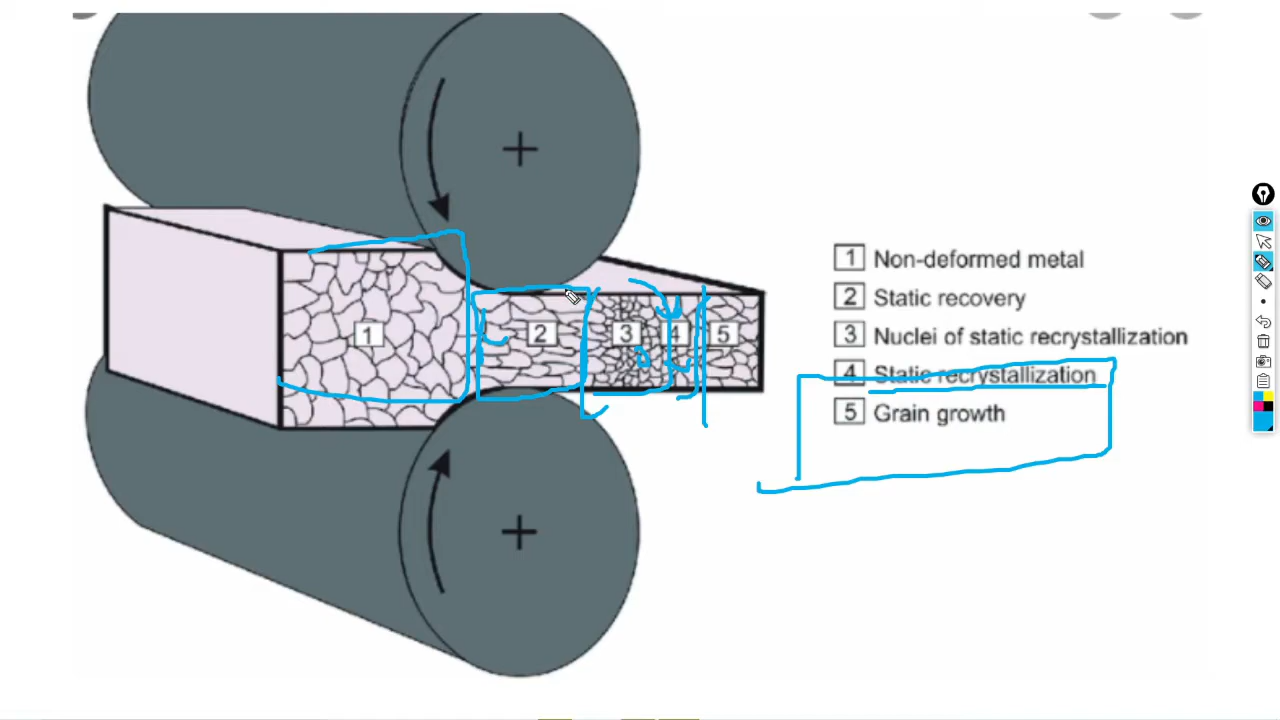 1
2
3
4
5
1 Non-deformed metal
2 Static recovery
3 Nuclei of static recrystallization
4 Static recrystallization
5 Grain growth